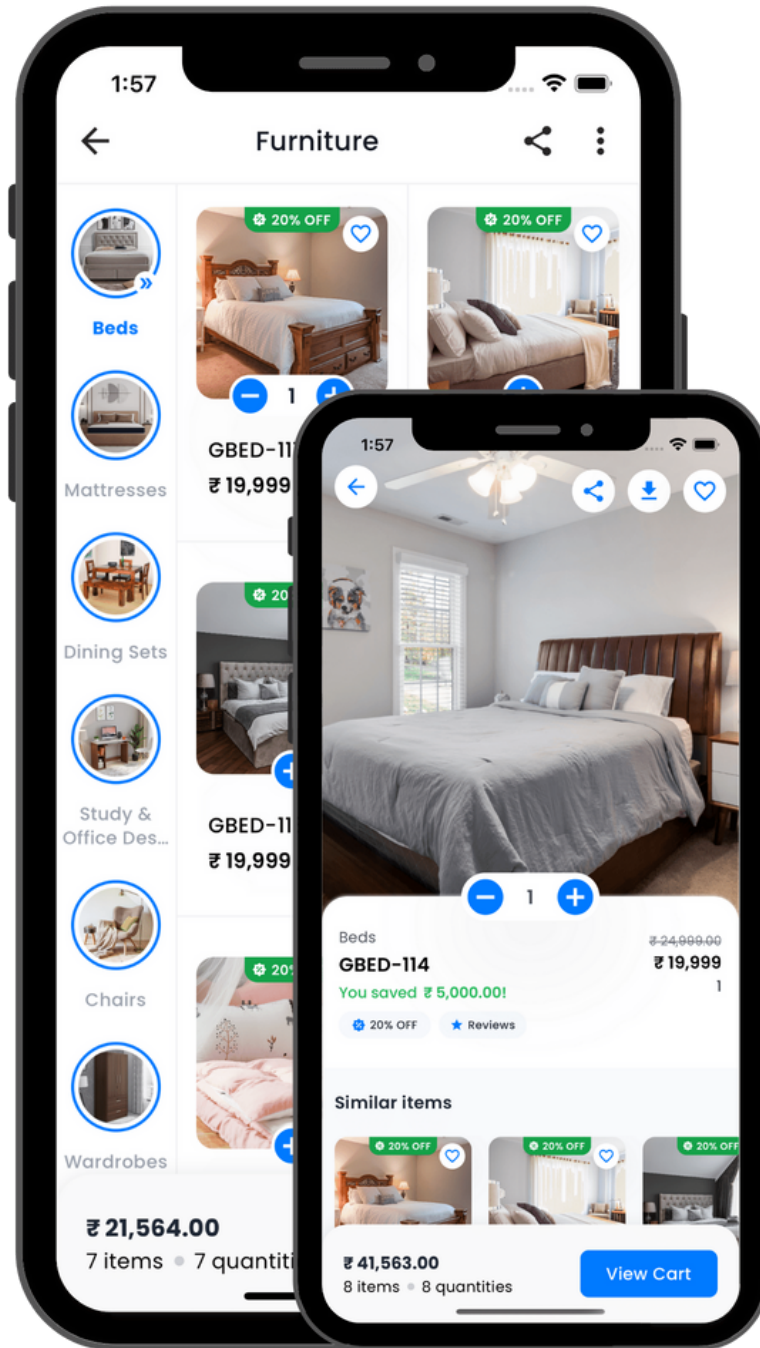 1:57
Furniture
20% OFF
20% OFF
Beds
1
GBED-11
₹ 19,999
Mattresses
20
Dining Sets
Study &
Office Des...
GBED-11
₹ 19,999
20%
Chairs
Wardrobes
₹ 21,564.00
7 items • 7 quantiti
1:57
1
Beds
₹ 24,999.00
GBED-114
₹ 19,999
You saved ₹ 5,000.00!
1
20% OFF
Reviews
Similar items
20% OFF
20% OFF
20% OFF
₹ 41,563.00
8 items • 8 quantities
View Cart